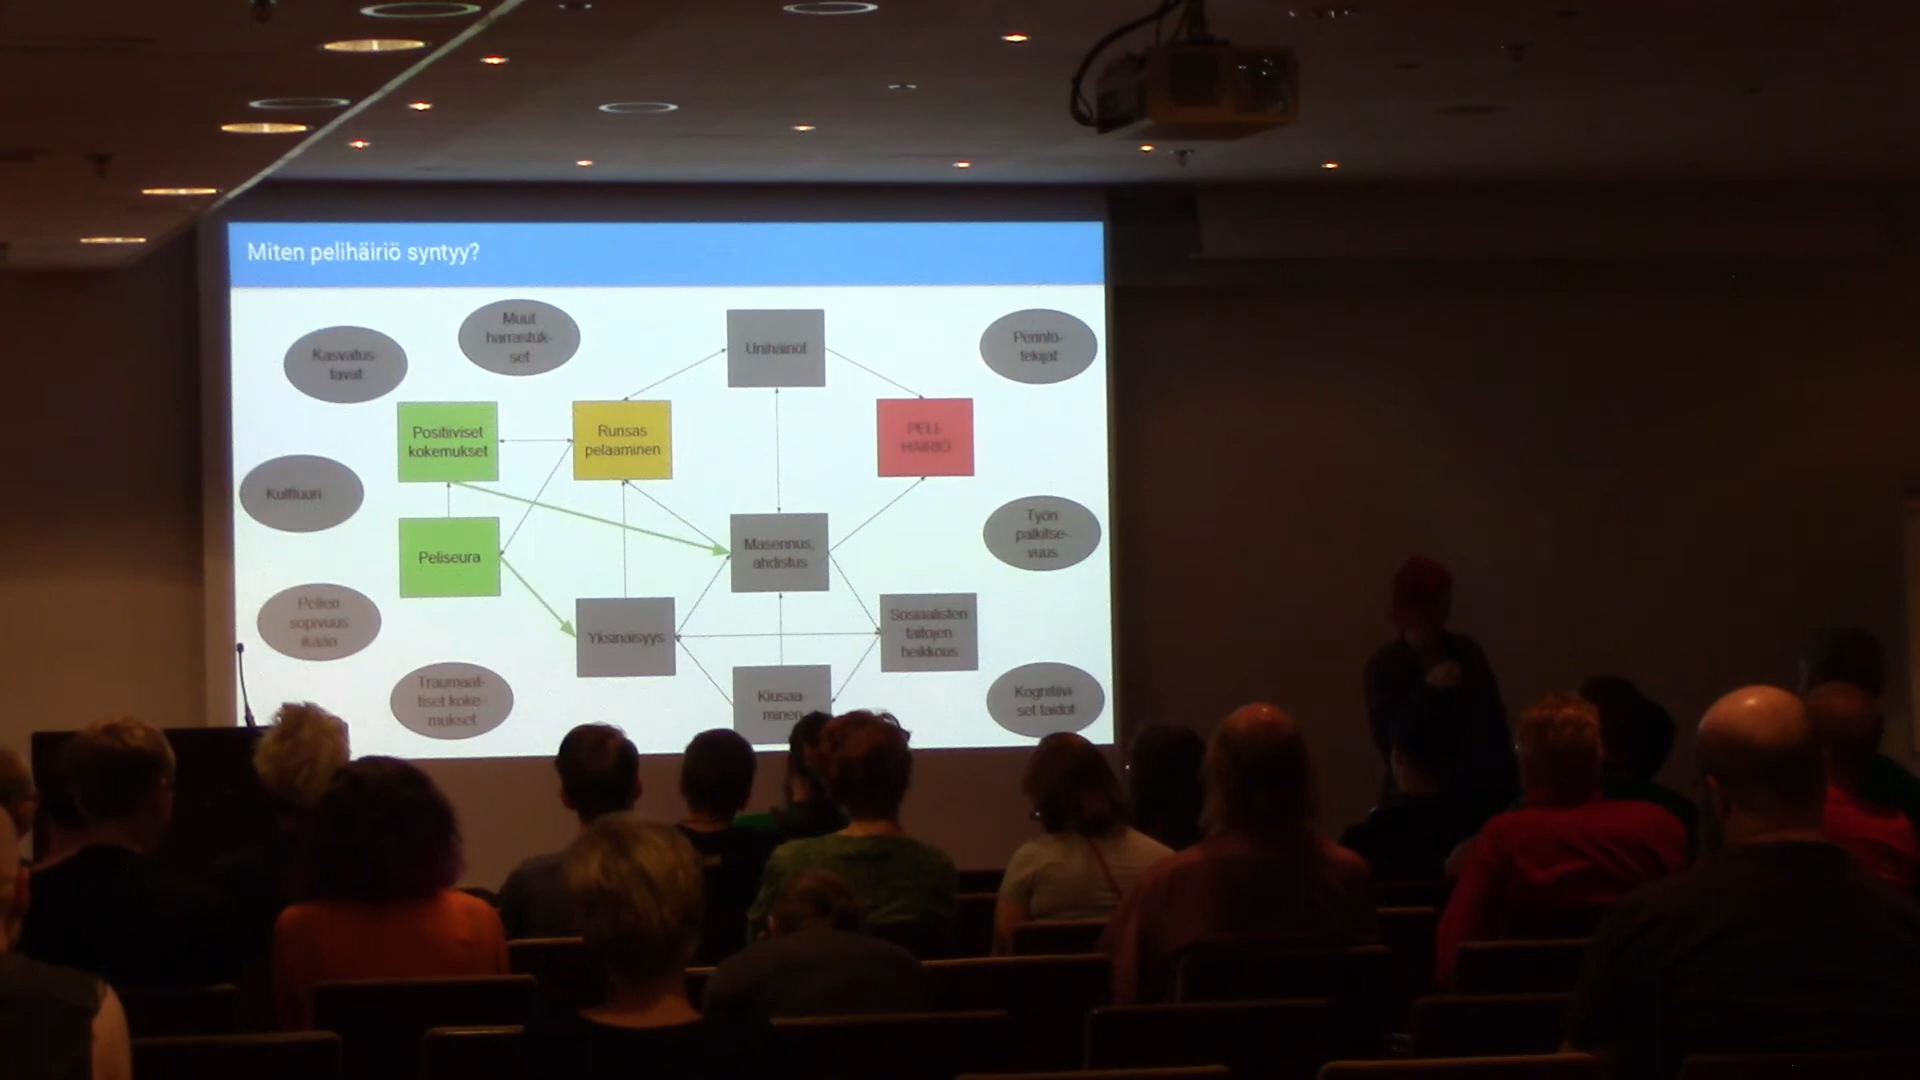 Miten pelihäiriö syntyy?
Muut
harrastuk-
set
Kasvatus-
tavat
Unihäiriöt
Perintö-
tekijät
Positiiviset
kokemukset
Runsas
pelaaminen
PELI-
HÄIRIÖ
Kulttuuri
Peliseura
Masennus,
ahdistus
Työn
palkitse-
vuus
Pelien
sopivuus
ikään
Yksinäisyys
Sosiaalisten
taitojen
heikkous
Traumaat-
tiset koke-
mukset
Kiusaa-
minen
Kognitiivi-
set taidot